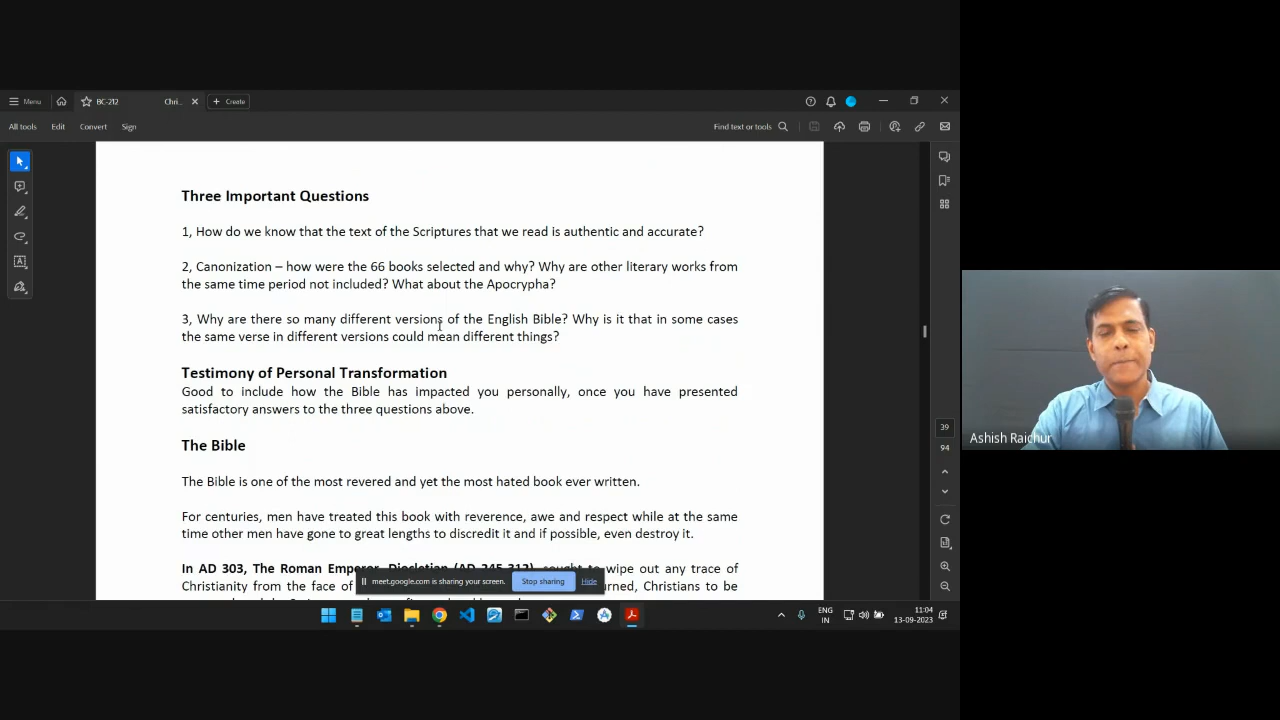 Menu
BC-212
Chri...
Create
All tools
Edit
Convert
Sign
Find text or tools
Three Important Questions
1, How do we know that the text of the Scriptures that we read is authentic and accurate?
2, Canonization – how were the 66 books selected and why? Why are other literary works from
the same time period not included? What about the Apocrypha?
3, Why are there so many different versions of the English Bible? Why is it that in some cases
the same verse in different versions could mean different things?
Testimony of Personal Transformation
Good to include how the Bible has impacted you personally, once you have presented
satisfactory answers to the three questions above.
The Bible
The Bible is one of the most revered and yet the most hated book ever written.
For centuries, men have treated this book with reverence, awe and respect while at the same
time other men have gone to great lengths to discredit it and if possible, even destroy it.
In AD 303, The Roman Emperor, Diocletian (AD 245-312), sought to wipe out any trace of
Christianity from the face of
Christians to be
meet.google.com is sharing your screen.
Stop sharing
Hide
39
94
Ashish Raichur
ENG
IN
11:04
13-09-2023